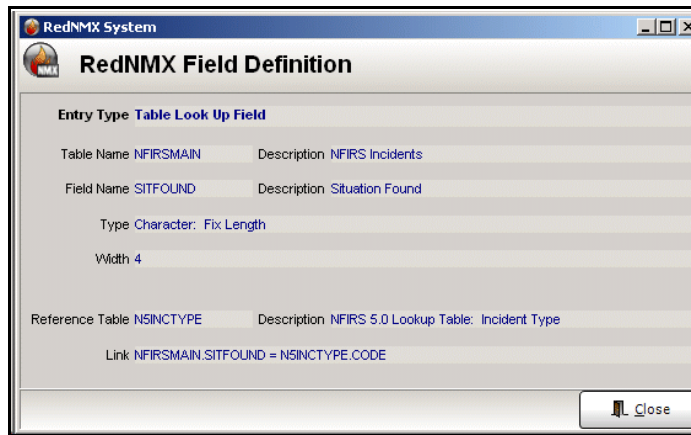 RedNMX System
NMX
RedNMX Field Definition
Entry Type Table Look Up Field
Table Name NFIRSMAIN Description NFIRS Incidents
Field Name SITFOUND Description Situation Found
Type Character: Fix Length
Width 4
Reference Table N5INCTYPE Description NFIRS 5.0 Lookup Table: Incident Type
Link NFIRSMAIN.SITFOUND = N5INCTYPE.CODE
Close